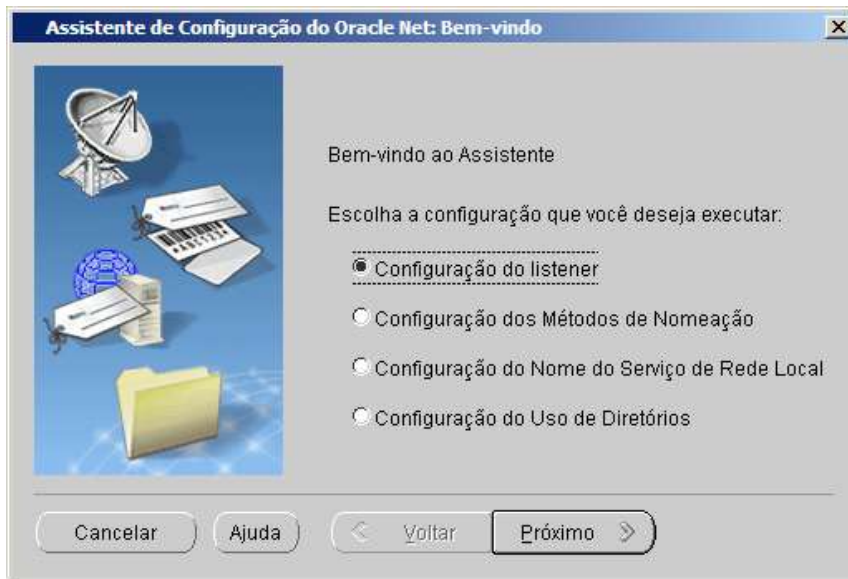 Assistente de Configuração do Oracle Net: Bem-vindo
Bem-vindo ao Assistente
Escolha a configuração que você deseja executar:
Configuração do listener
Configuração dos Métodos de Nomeação
Configuração do Nome do Serviço de Rede Local
Configuração do Uso de Diretórios
Cancelar
Ajuda
Voltar
Próximo